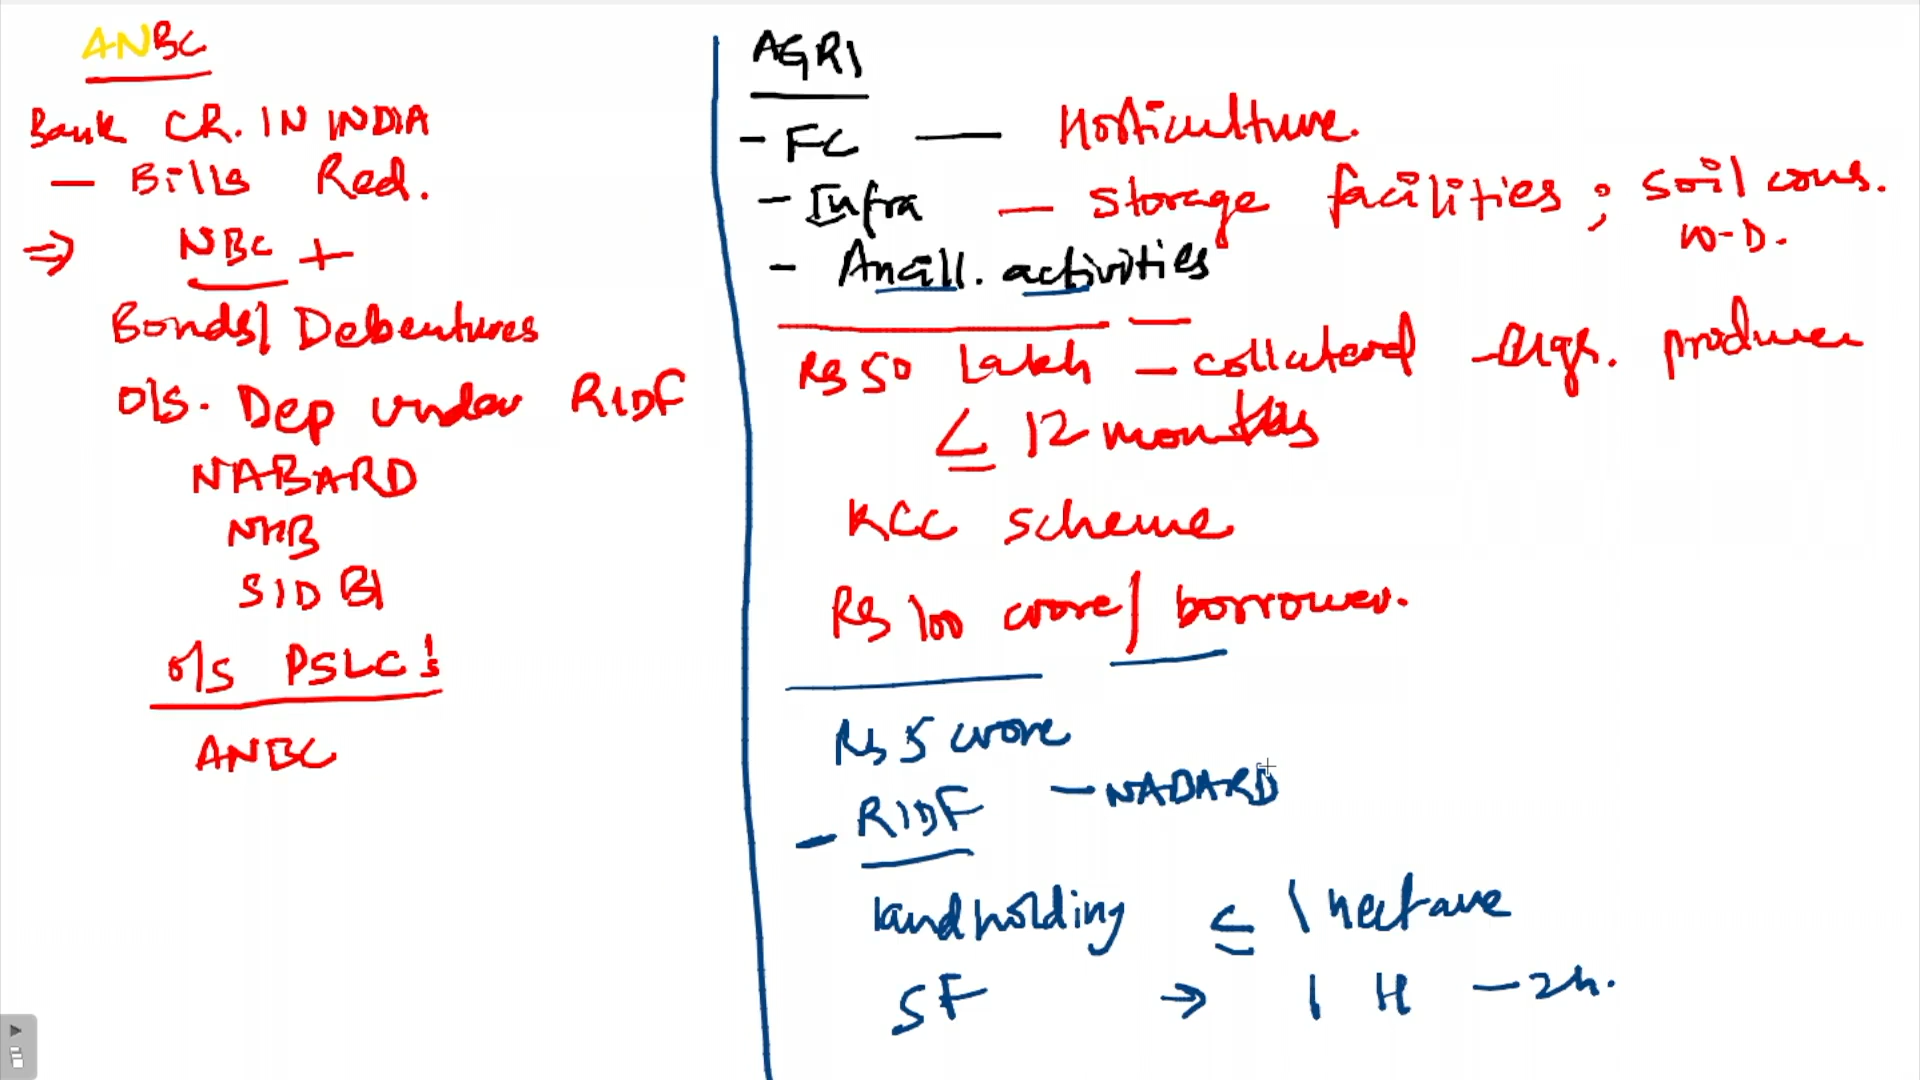 ANBC
Bank CR. IN INDIA
— Bills Red.
⇒ NBC +
Bonds/ Debentures
O/S. Dep under RIDF
NABARD
NHB
SIDBI
O/S PSLC's
ANBC
AGRI
- FC — Horticulture.
- Infra — Storage facilities ; Soil cons.
W-D.
- Ancill. activities —
Rs 50 Lakh — collateral - Agr. produce
≤ 12 months
KCC scheme
Rs 100 crore/ borrower.
Rs 5 crore
- RIDF — NABARD
landholding ≤ 1 hectare
SF → 1 H — 2h.